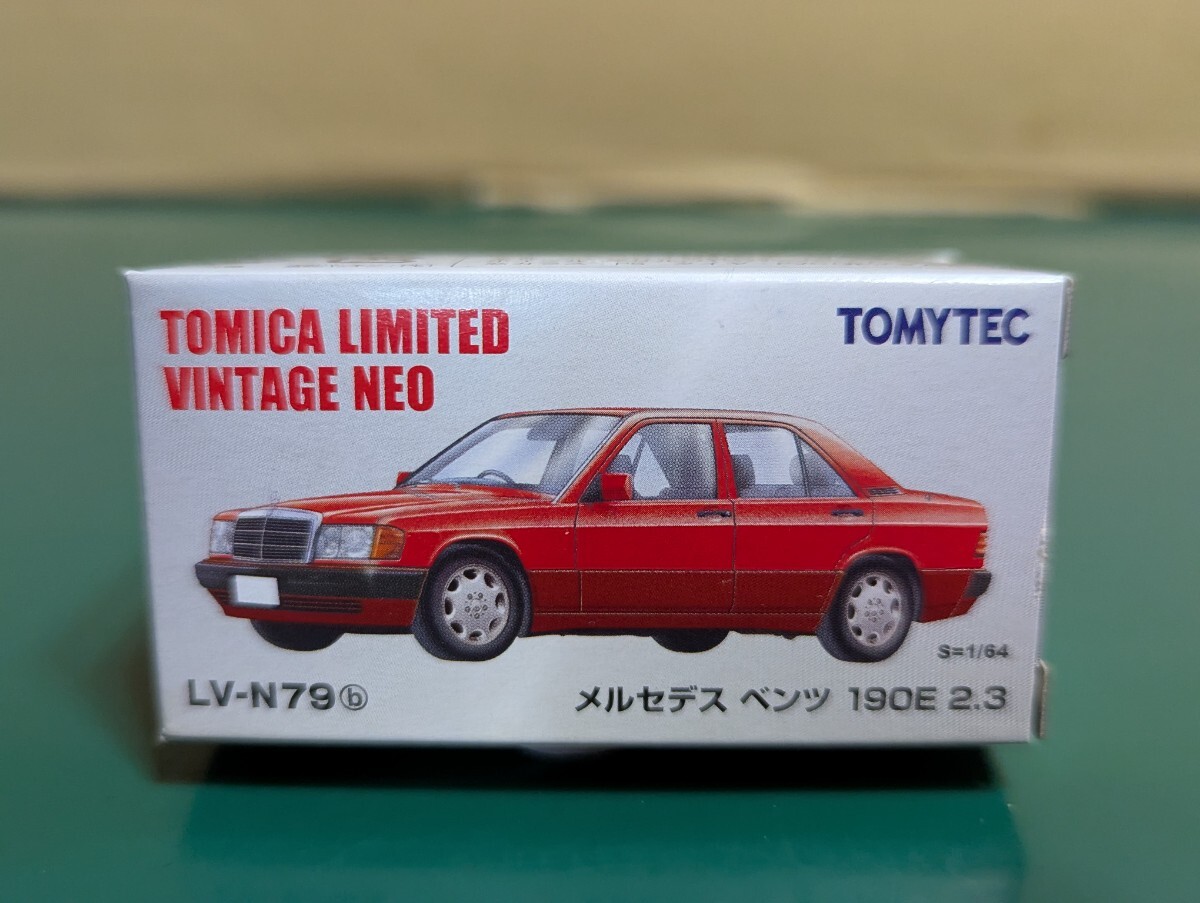 TOMICA LIMITED
VINTAGE NEO
TOMYTEC
S=1/64
LV-N79ⓑ
メルセデス ベンツ 190E 2.3